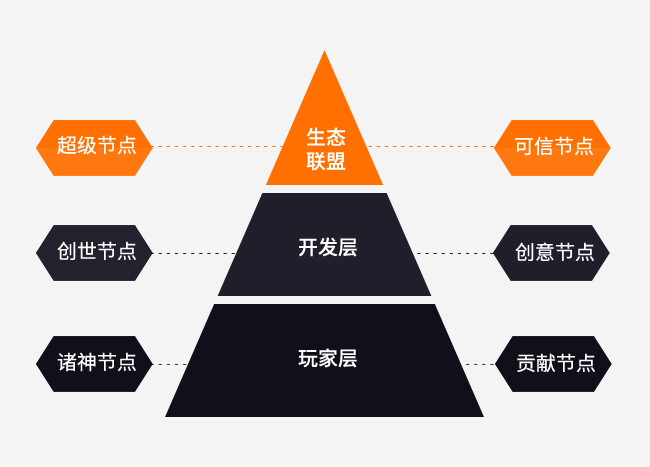 超级节点
生态
联盟
可信节点
创世节点
开发层
创意节点
诸神节点
玩家层
贡献节点